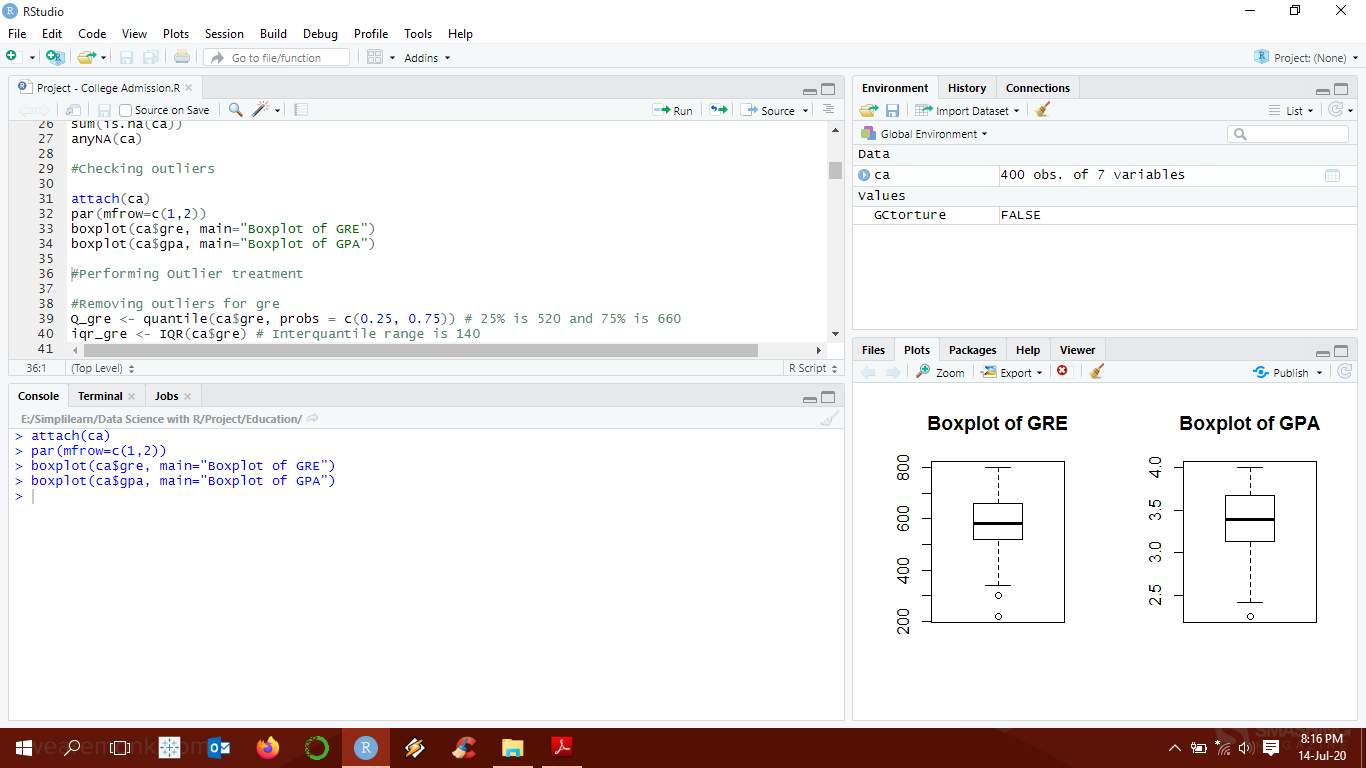 RStudio
File Edit Code View Plots Session Build Debug Profile Tools Help
Go to file/function Addins Project: (None)
Project - College Admission.R
Source on Save Run Source
26 sum(is.na(ca))
27 anyNA(ca)
28
29 #Checking outliers
30
31 attach(ca)
32 par(mfrow=c(1,2))
33 boxplot(ca$gre, main="Boxplot of GRE")
34 boxplot(ca$gpa, main="Boxplot of GPA")
35
36 #Performing Outlier treatment
37
38 #Removing outliers for gre
39 Q_gre <- quantile(ca$gre, probs = c(0.25, 0.75)) # 25% is 520 and 75% is 660
40 iqr_gre <- IQR(ca$gre) # Interquantile range is 140
41
36:1 (Top Level) R Script
Console Terminal Jobs
E:/Simplilearn/Data Science with R/Project/Education/
> attach(ca)
> par(mfrow=c(1,2))
> boxplot(ca$gre, main="Boxplot of GRE")
> boxplot(ca$gpa, main="Boxplot of GPA")
>
Environment History Connections
Import Dataset List
Global Environment
Data
ca 400 obs. of 7 variables
Values
GCtorture FALSE
Files Plots Packages Help Viewer
Zoom Export Publish
Boxplot of GRE
800
600
400
200
Boxplot of GPA
4.0
3.5
3.0
2.5
8:16 PM
14-Jul-20